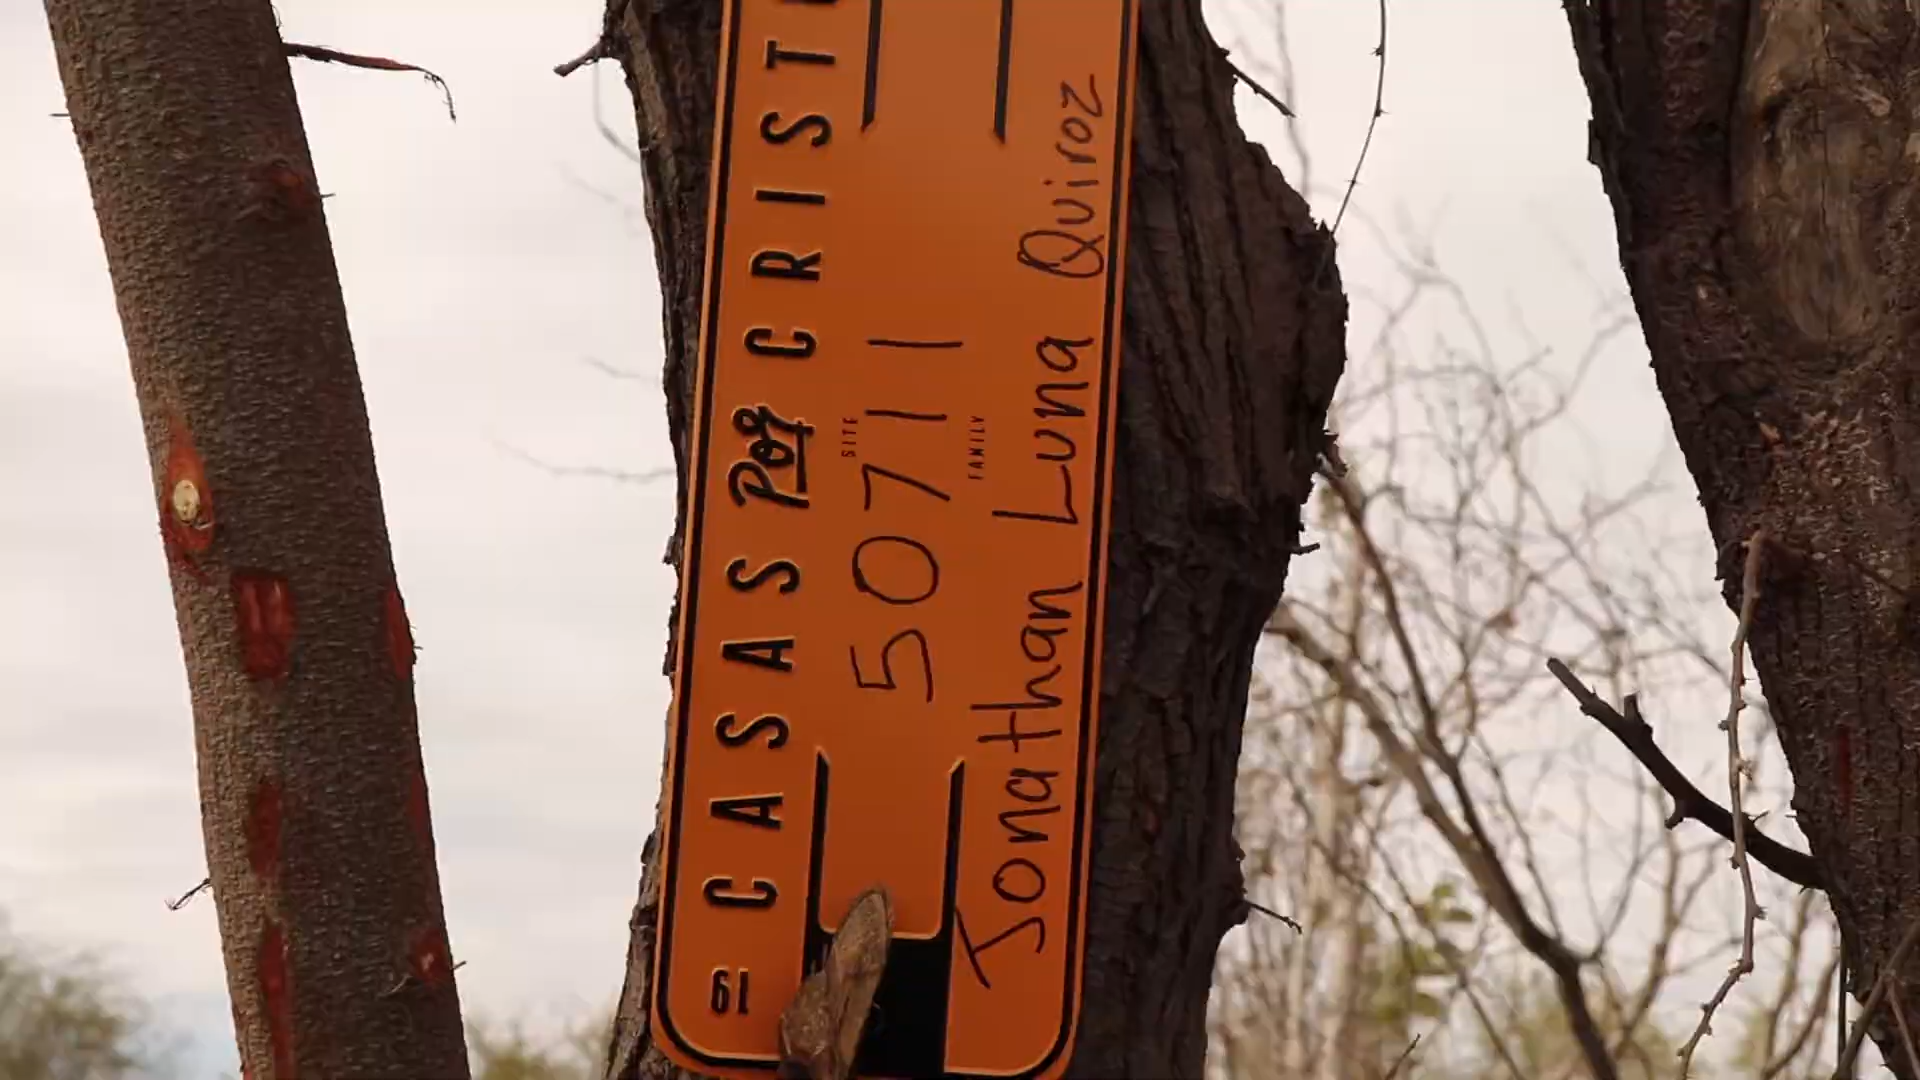 CASAS Por CRISTO
19
SITE
50711
FAMILY
Jonathan Luna Quiroz